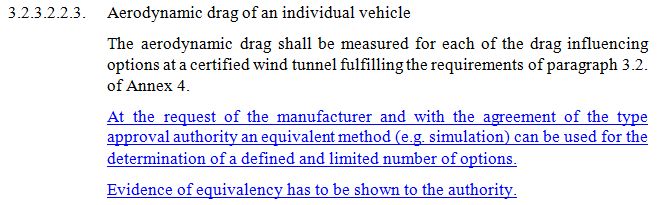 3.2.3.2.2.3. Aerodynamic drag of an individual vehicle
The aerodynamic drag shall be measured for each of the drag influencing
options at a certified wind tunnel fulfilling the requirements of paragraph 3.2.
of Annex 4.
At the request of the manufacturer and with the agreement of the type
approval authority an equivalent method (e.g. simulation) can be used for the
determination of a defined and limited number of options.
Evidence of equivalency has to be shown to the authority.